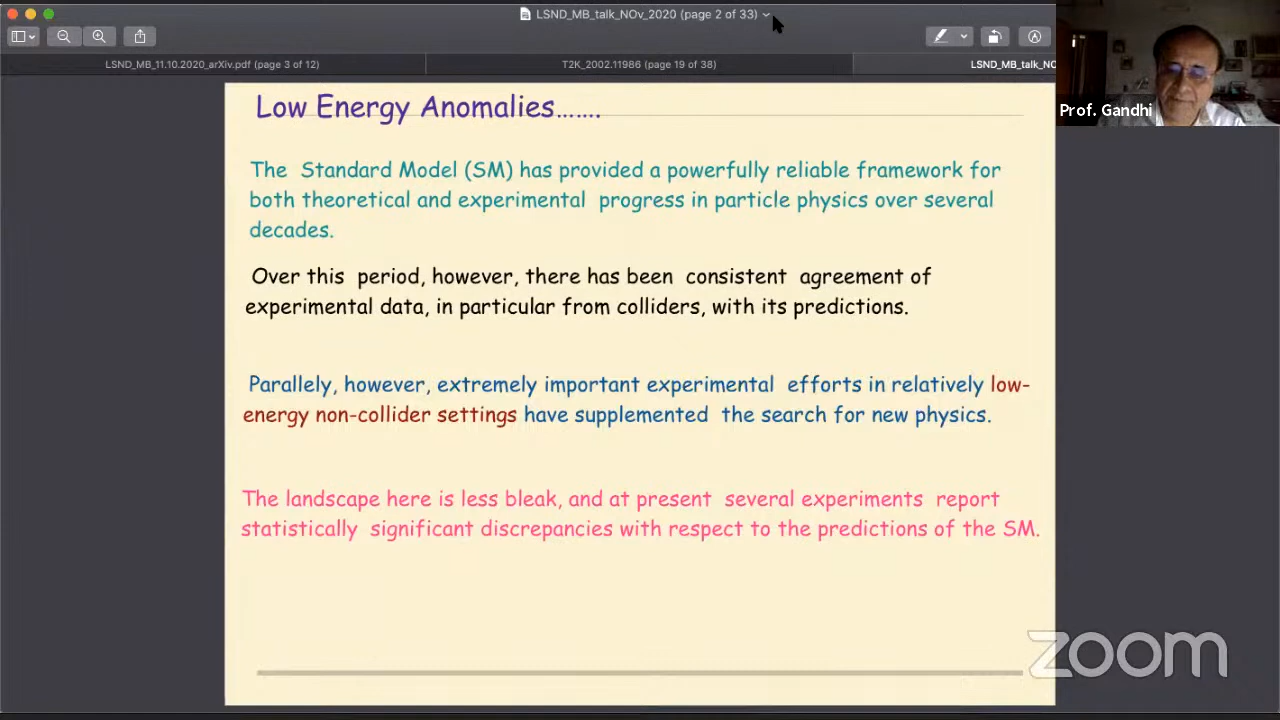 LSND_MB_talk_NOv_2020 (page 2 of 33)
LSND_MB_11.10.2020_arXiv.pdf (page 3 of 12)
T2K_2002.11986 (page 19 of 38)
LSND_MB_talk_NO
Prof. Gandhi
Low Energy Anomalies…….
The Standard Model (SM) has provided a powerfully reliable framework for
both theoretical and experimental progress in particle physics over several
decades.
Over this period, however, there has been consistent agreement of
experimental data, in particular from colliders, with its predictions.
Parallely, however, extremely important experimental efforts in relatively low-
energy non-collider settings have supplemented the search for new physics.
The landscape here is less bleak, and at present several experiments report
statistically significant discrepancies with respect to the predictions of the SM.
zoom